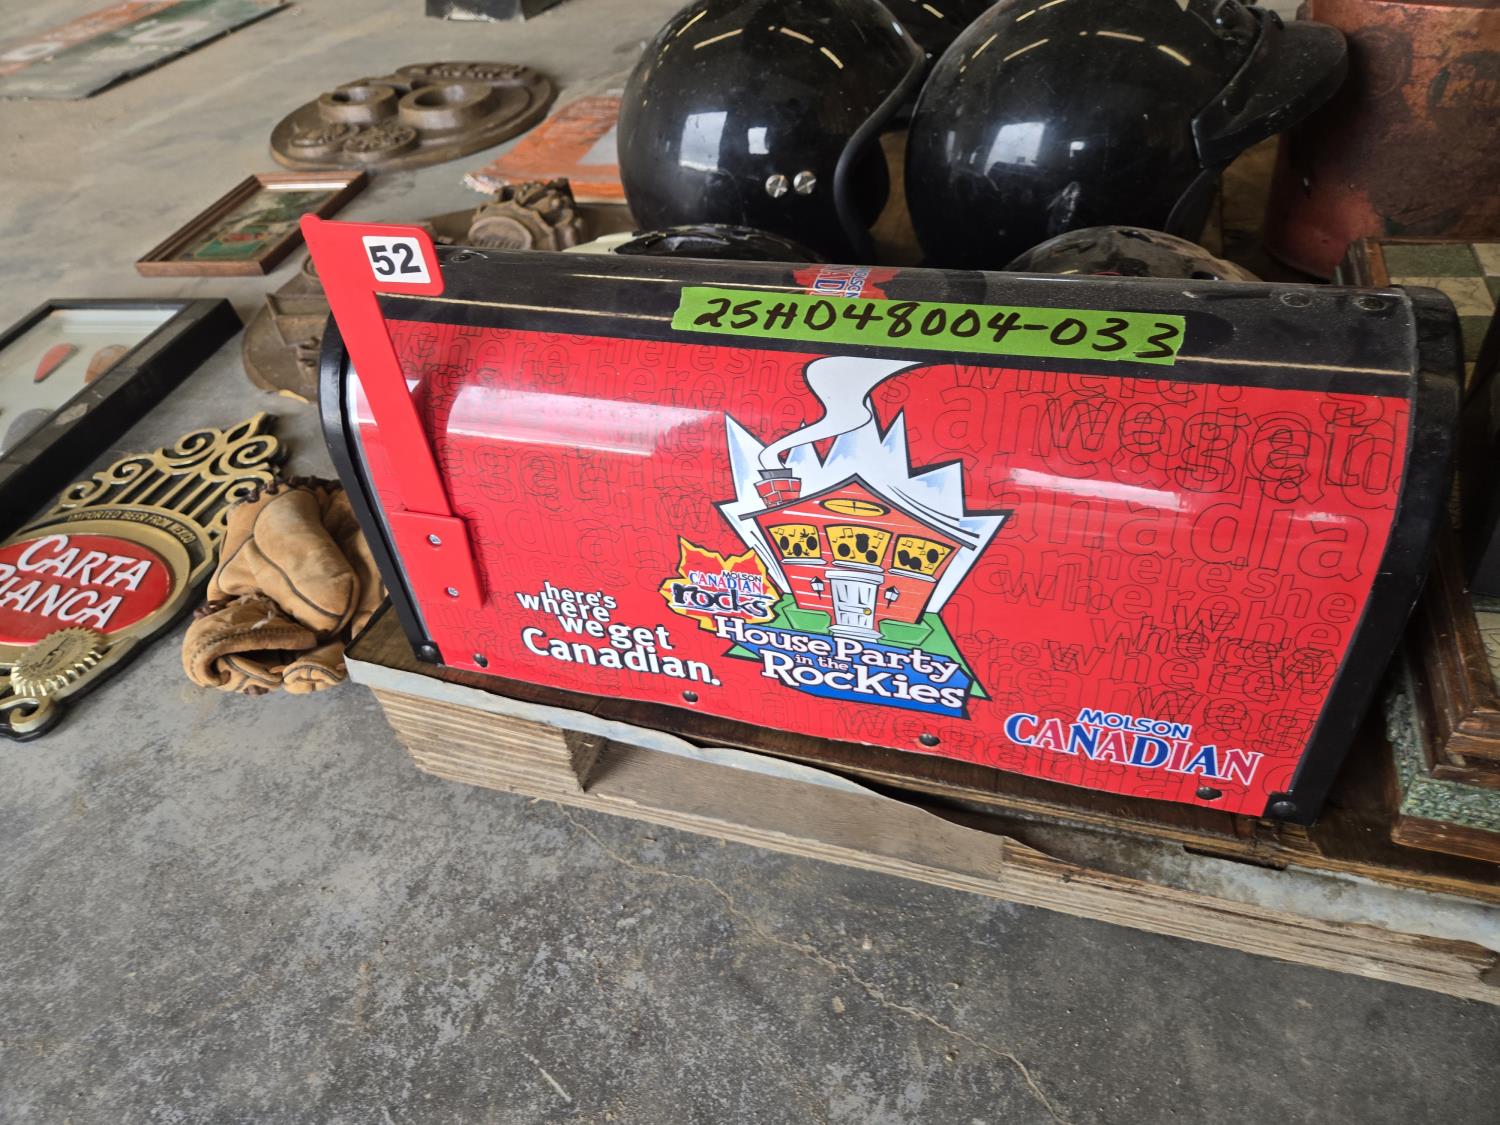 52
25HD48004-033
here's
where
we get
Canadian.
MOLSON
CANADIAN
rocks
House Party
in the
Rockies
MOLSON
CANADIAN
IMPORTED BEER FROM MEXICO
CARTA
BLANCA